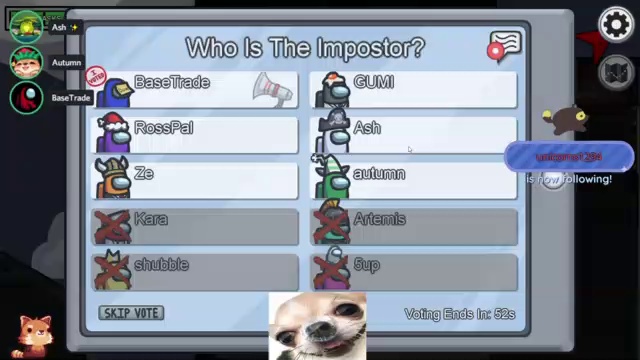 Ash
Autumn
BaseTrade
Who Is The Impostor?
I VOTED
BaseTrade
GUMI
RossPal
Ash
Ze
autumn
Kara
Artemis
shubble
5up
is now following!
SKIP VOTE
Voting Ends In: 52s